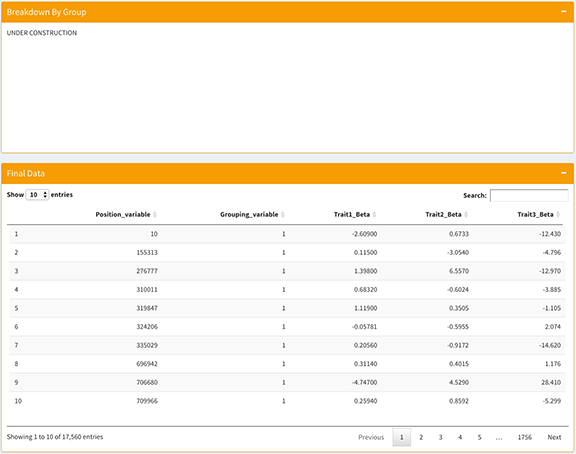 Breakdown By Group
UNDER CONSTRUCTION
Final Data
Show 10 entries Search:
Position_variable Grouping_variable Trait1_Beta Trait2_Beta Trait3_Beta
1 10 1 -2.60900 0.6733 -12.430
2 155313 1 0.11500 -3.0540 -4.796
3 276777 1 1.39800 6.5570 -12.970
4 310011 1 0.68320 -0.6024 -3.885
5 319847 1 1.11900 0.3505 -1.105
6 324206 1 -0.05781 -0.5955 2.074
7 335029 1 0.20560 -0.9172 -14.620
8 696942 1 0.31140 0.4015 1.176
9 706680 1 -4.74700 4.5290 28.410
10 709966 1 0.25940 0.8592 -5.299
Showing 1 to 10 of 17,560 entries Previous 1 2 3 4 5 … 1756 Next